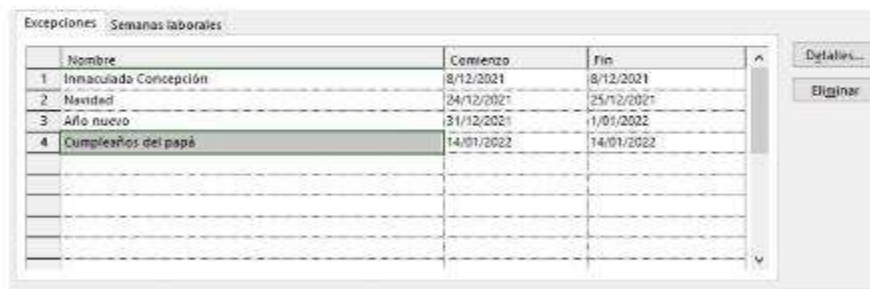 Excepciones Semanas laborales
Nombre Comienzo Fin Detalles...
1 Inmaculada Concepción 8/12/2021 8/12/2021
Eliminar
2 Navidad 24/12/2021 25/12/2021
3 Año nuevo 31/12/2021 1/01/2022
4 Cumpleaños del papá 14/01/2022 14/01/2022